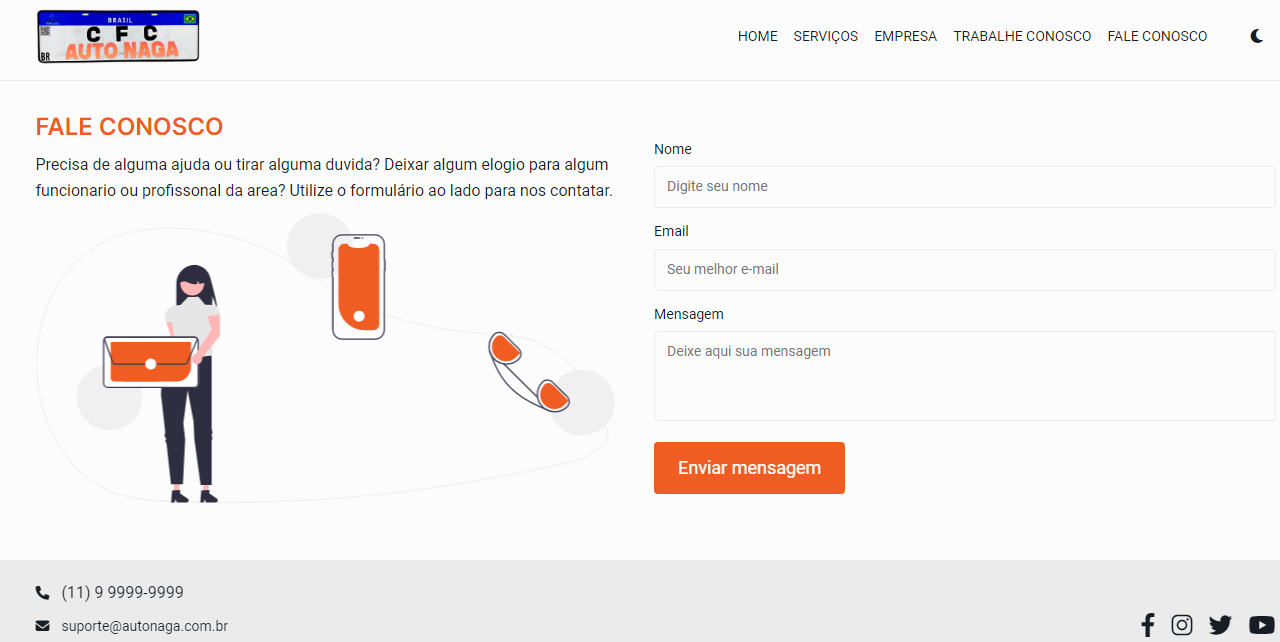 BRASIL
C F C
BR
AUTO NAGA
HOME SERVIÇOS EMPRESA TRABALHE CONOSCO FALE CONOSCO
FALE CONOSCO
Precisa de alguma ajuda ou tirar alguma duvida? Deixar algum elogio para algum
funcionario ou profissonal da area? Utilize o formulário ao lado para nos contatar.
Nome
Digite seu nome
Email
Seu melhor e-mail
Mensagem
Deixe aqui sua mensagem
Enviar mensagem
(11) 9 9999-9999
suporte@autonaga.com.br